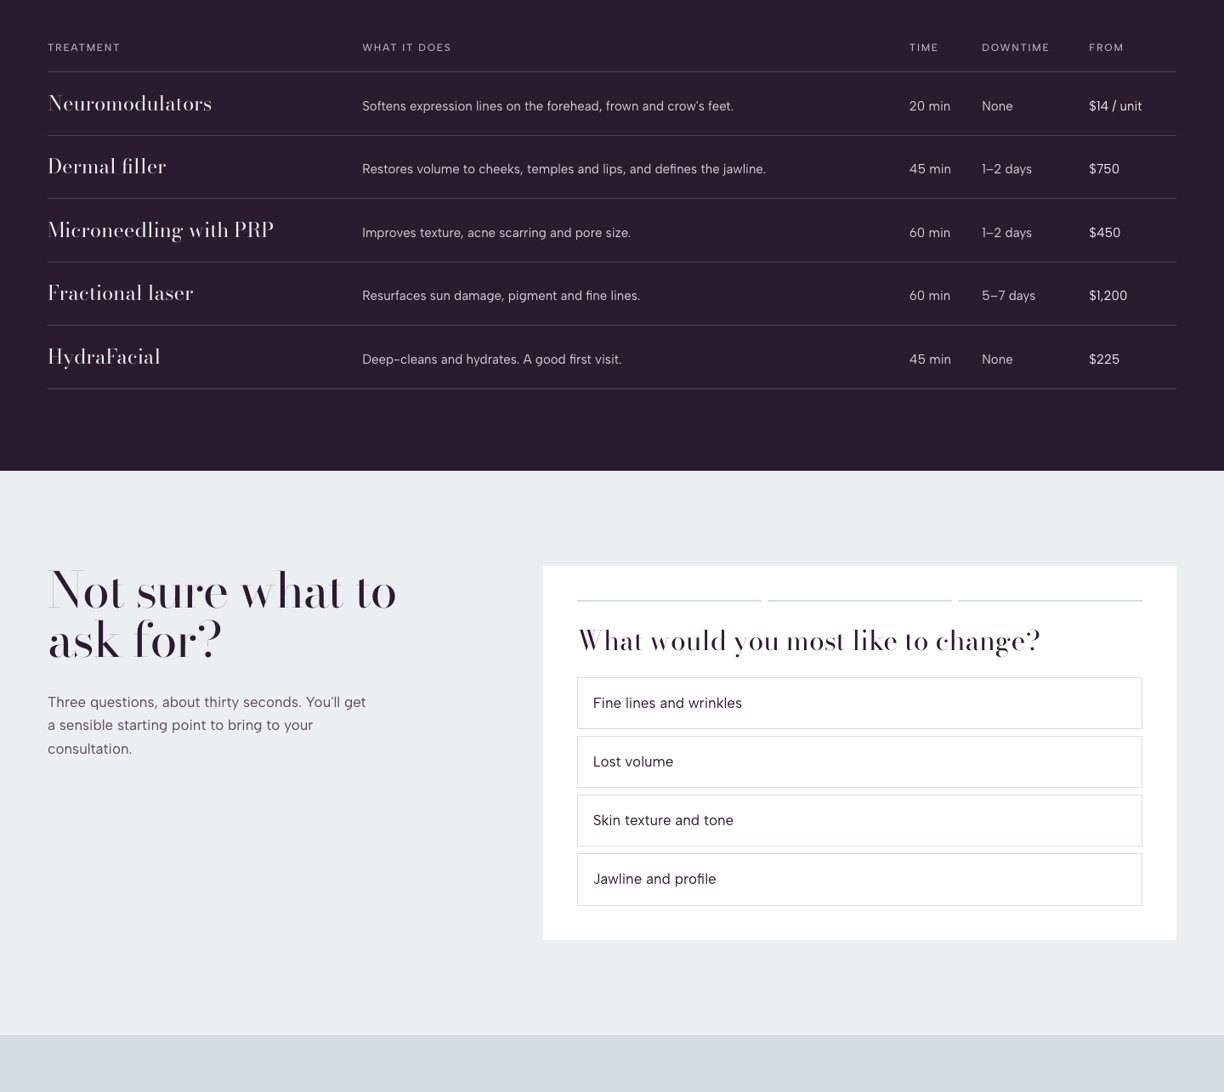 TREATMENT WHAT IT DOES TIME DOWNTIME FROM
Neuromodulators Softens expression lines on the forehead, frown and crow's feet. 20 min None $14 / unit
Dermal filler Restores volume to cheeks, temples and lips, and defines the jawline. 45 min 1–2 days $750
Microneedling with PRP Improves texture, acne scarring and pore size. 60 min 1–2 days $450
Fractional laser Resurfaces sun damage, pigment and fine lines. 60 min 5–7 days $1,200
HydraFacial Deep-cleans and hydrates. A good first visit. 45 min None $225
Not sure what to
ask for?
Three questions, about thirty seconds. You'll get
a sensible starting point to bring to your
consultation.
What would you most like to change?
Fine lines and wrinkles
Lost volume
Skin texture and tone
Jawline and profile